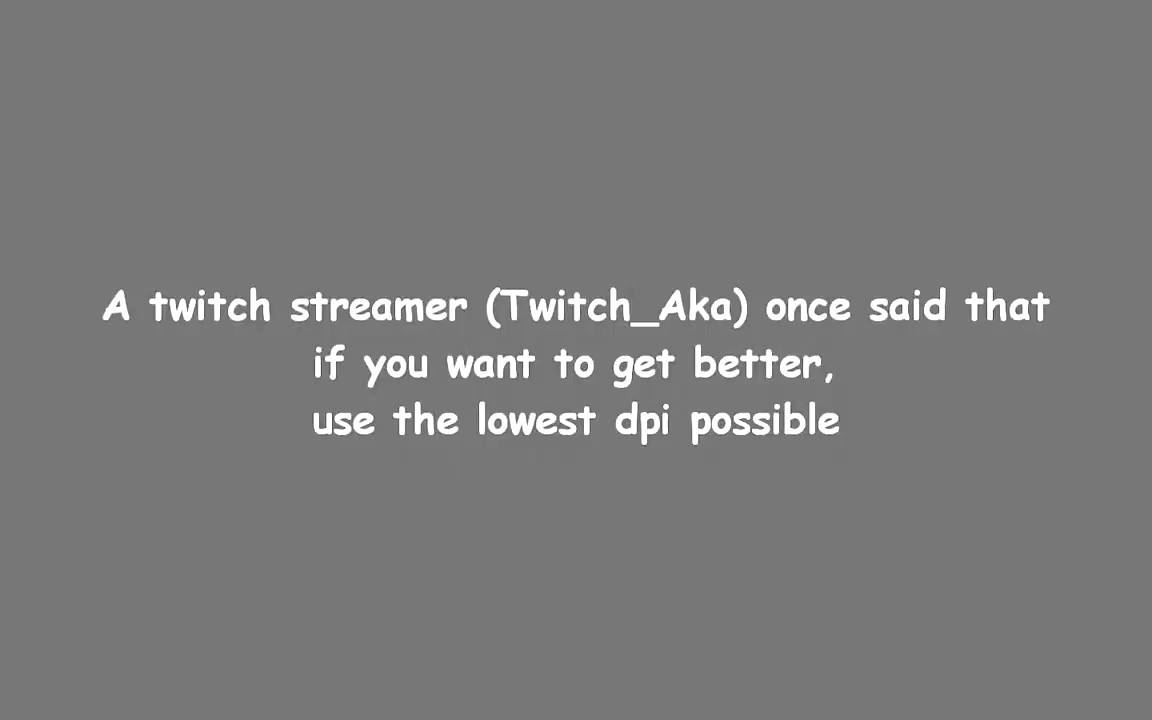 A twitch streamer (Twitch_Aka) once said that
if you want to get better,
use the lowest dpi possible